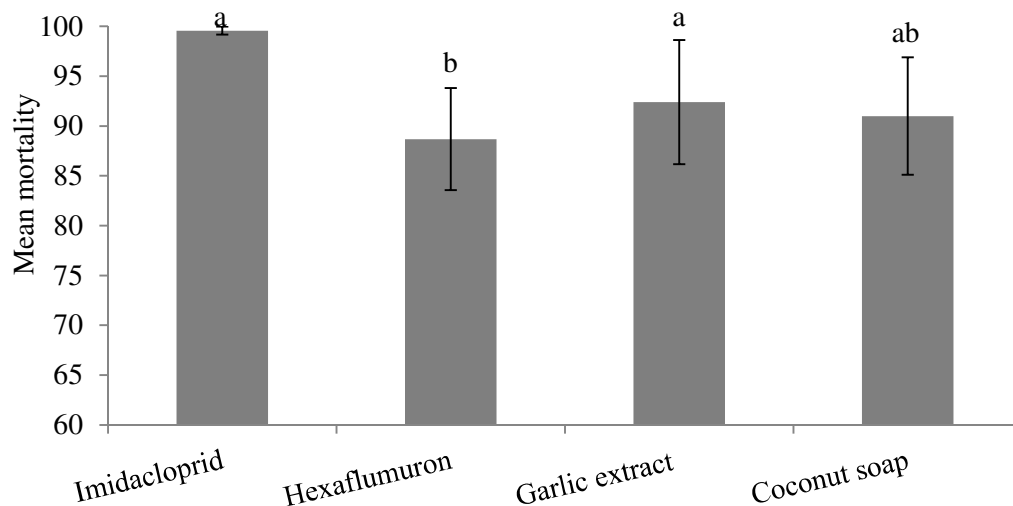 a
b
a
ab
Mean mortality
100
95
90
85
80
75
70
65
60
Imidacloprid
Hexaflumuron
Garlic extract
Coconut soap